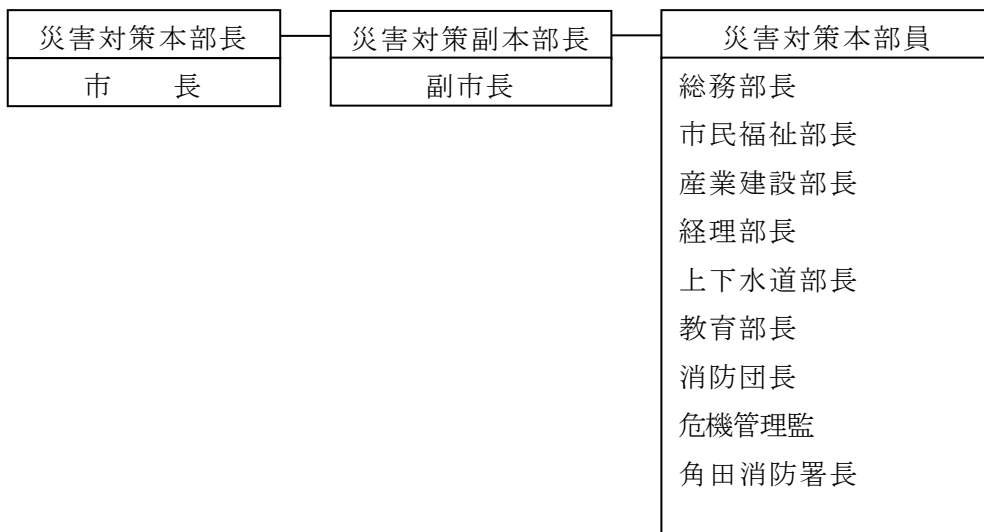 災害対策本部長
市　　長
災害対策副本部長
副市長
災害対策本部員
総務部長
市民福祉部長
産業建設部長
経理部長
上下水道部長
教育部長
消防団長
危機管理監
角田消防署長